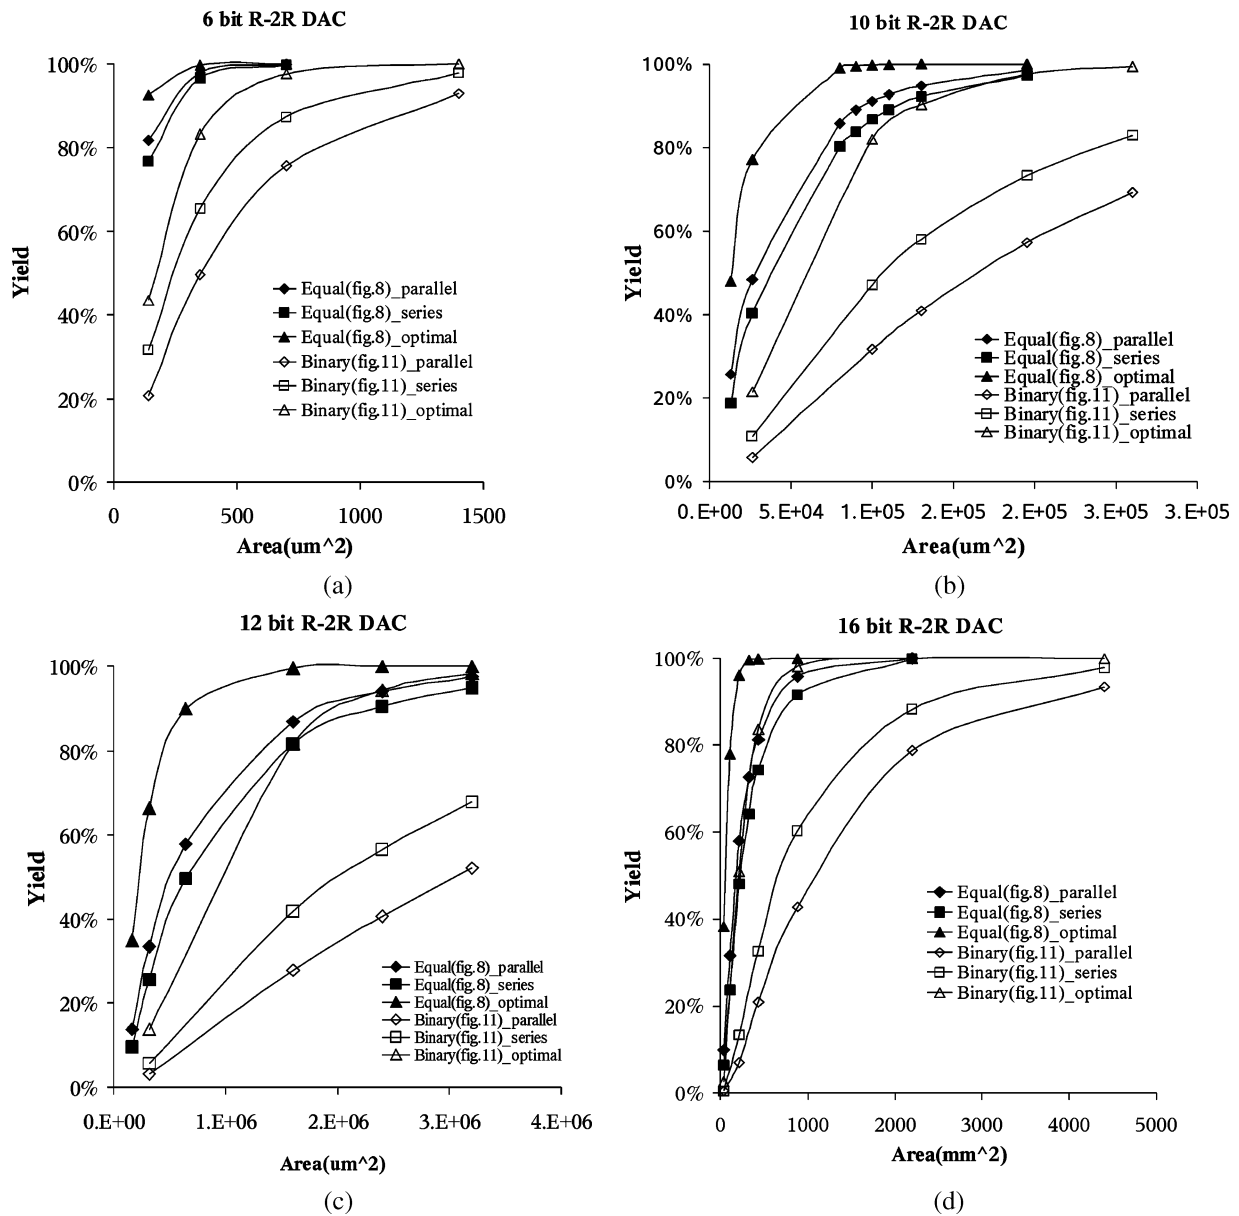 6 bit R-2R DAC
100%
80%
60%
40%
20%
0%
Yield
Equal(fig.8)_parallel
Equal(fig.8)_series
Equal(fig.8)_optimal
Binary(fig.11)_parallel
Binary(fig.11)_series
Binary(fig.11)_optimal
0 500 1000 1500
Area(um^2)
(a)
10 bit R-2R DAC
100%
80%
60%
40%
20%
0%
Yield
Equal(fig.8)_parallel
Equal(fig.8)_series
Equal(fig.8)_optimal
Binary(fig.11)_parallel
Binary(fig.11)_series
Binary(fig.11)_optimal
0.E+00 5.E+04 1.E+05 2.E+05 2.E+05 3.E+05 3.E+05
Area(um^2)
(b)
12 bit R-2R DAC
100%
80%
60%
40%
20%
0%
Yield
Equal(fig.8)_parallel
Equal(fig.8)_series
Equal(fig.8)_optimal
Binary(fig.11)_parallel
Binary(fig.11)_series
Binary(fig.11)_optimal
0.E+00 1.E+06 2.E+06 3.E+06 4.E+06
Area(um^2)
(c)
16 bit R-2R DAC
100%
80%
60%
40%
20%
0%
Yield
Equal(fig.8)_parallel
Equal(fig.8)_series
Equal(fig.8)_optimal
Binary(fig.11)_parallel
Binary(fig.11)_series
Binary(fig.11)_optimal
0 1000 2000 3000 4000 5000
Area(mm^2)
(d)